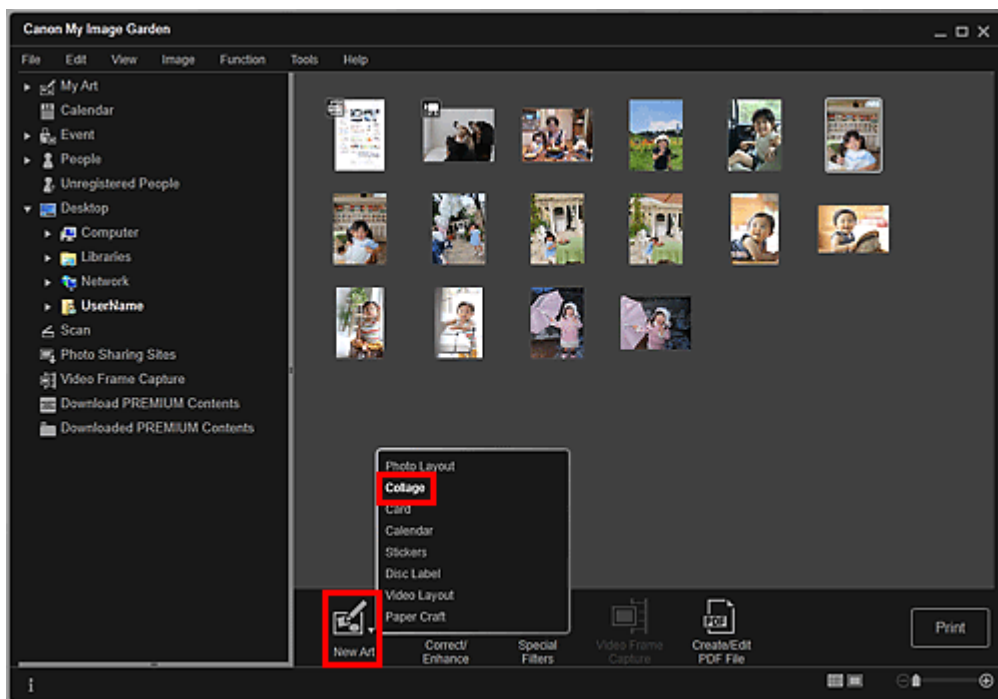 Canon My Image Garden
File Edit View Image Function Tools Help
My Art
Calendar
Event
People
Unregistered People
Desktop
Computer
Libraries
Network
UserName
Scan
Photo Sharing Sites
Video Frame Capture
Download PREMIUM Contents
Downloaded PREMIUM Contents
Photo Layout
Collage
Card
Calendar
Stickers
Disc Label
Video Layout
Paper Craft
New Art
Correct/
Enhance
Special
Filters
Video Frame
Capture
PDF
Create/Edit
PDF File
Print